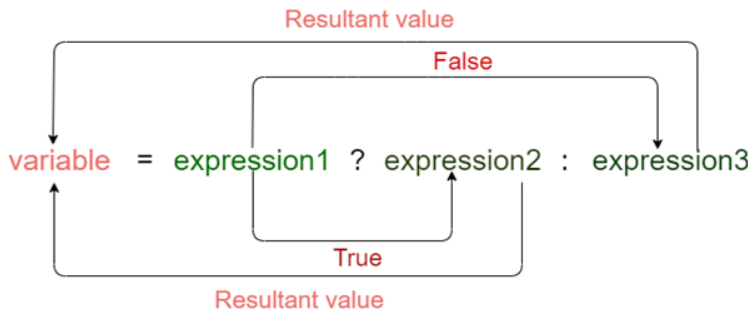 Resultant value
False
variable = expression1 ? expression2 : expression3
True
Resultant value